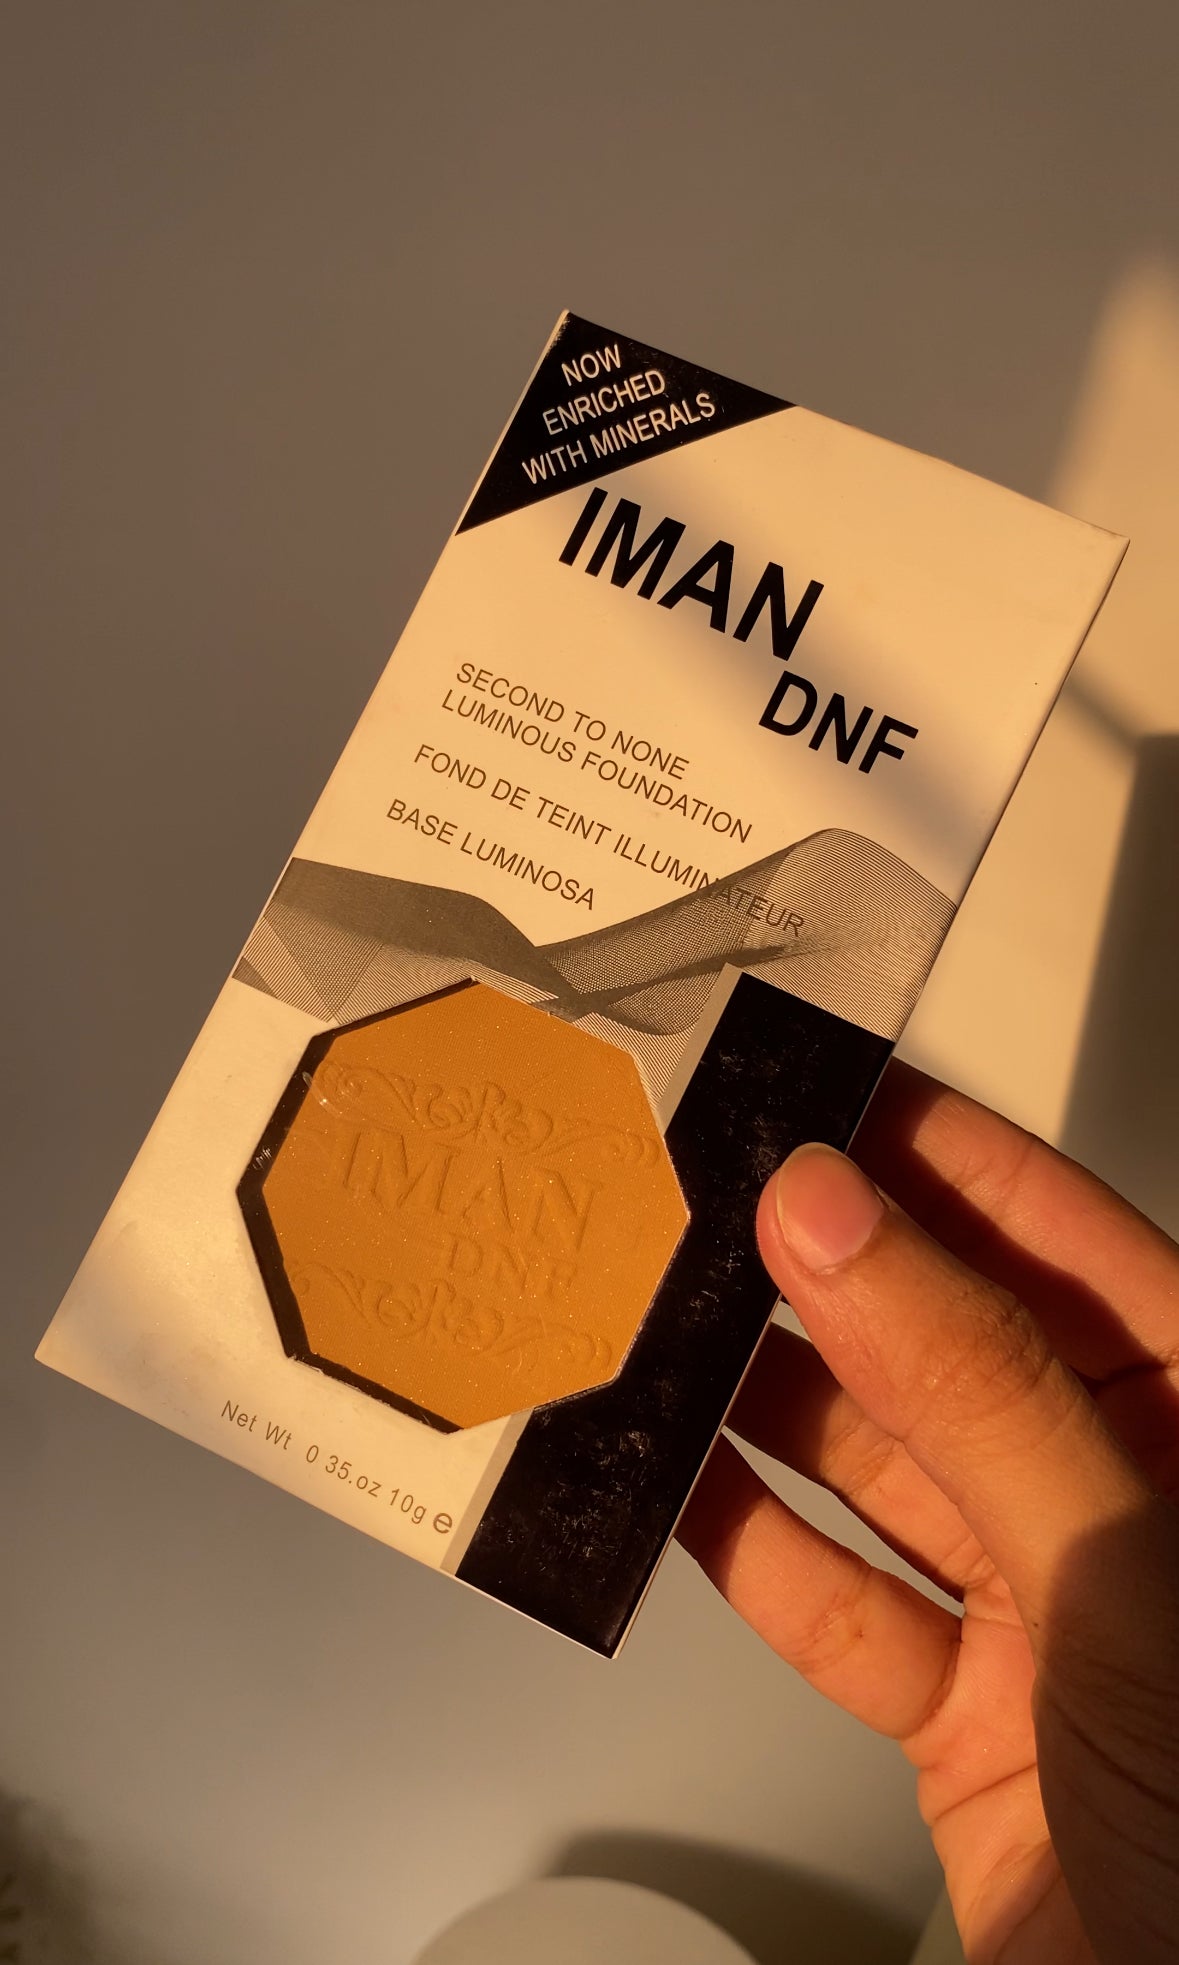 NOW
ENRICHED
WITH MINERALS
IMAN
DNF
SECOND TO NONE
LUMINOUS FOUNDATION
FOND DE TEINT ILLUMINATEUR
BASE LUMINOSA
IMAN
DNF
Net Wt 0 35.oz 10g ℮